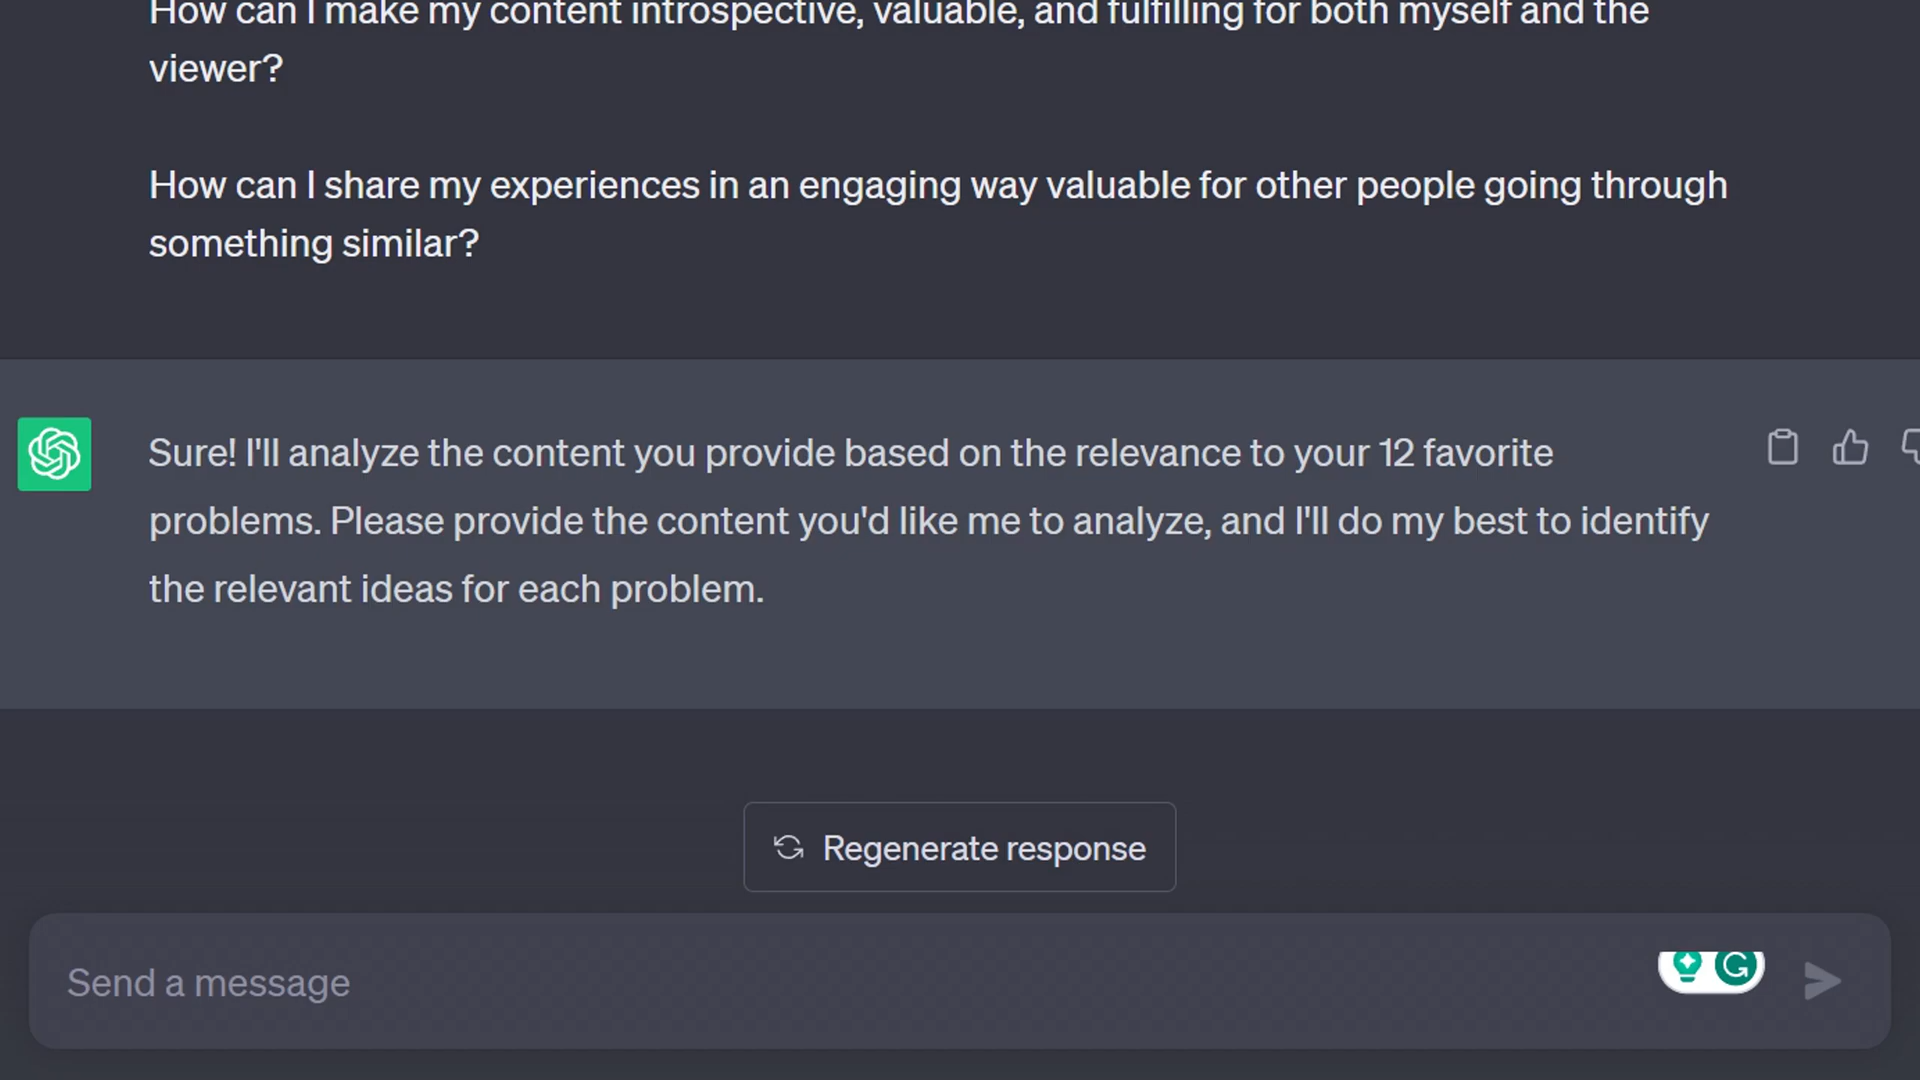 How can I make my content introspective, valuable, and fulfilling for both myself and the
viewer?
How can I share my experiences in an engaging way valuable for other people going through
something similar?
Sure! I'll analyze the content you provide based on the relevance to your 12 favorite
problems. Please provide the content you'd like me to analyze, and I'll do my best to identify
the relevant ideas for each problem.
Regenerate response
Send a message